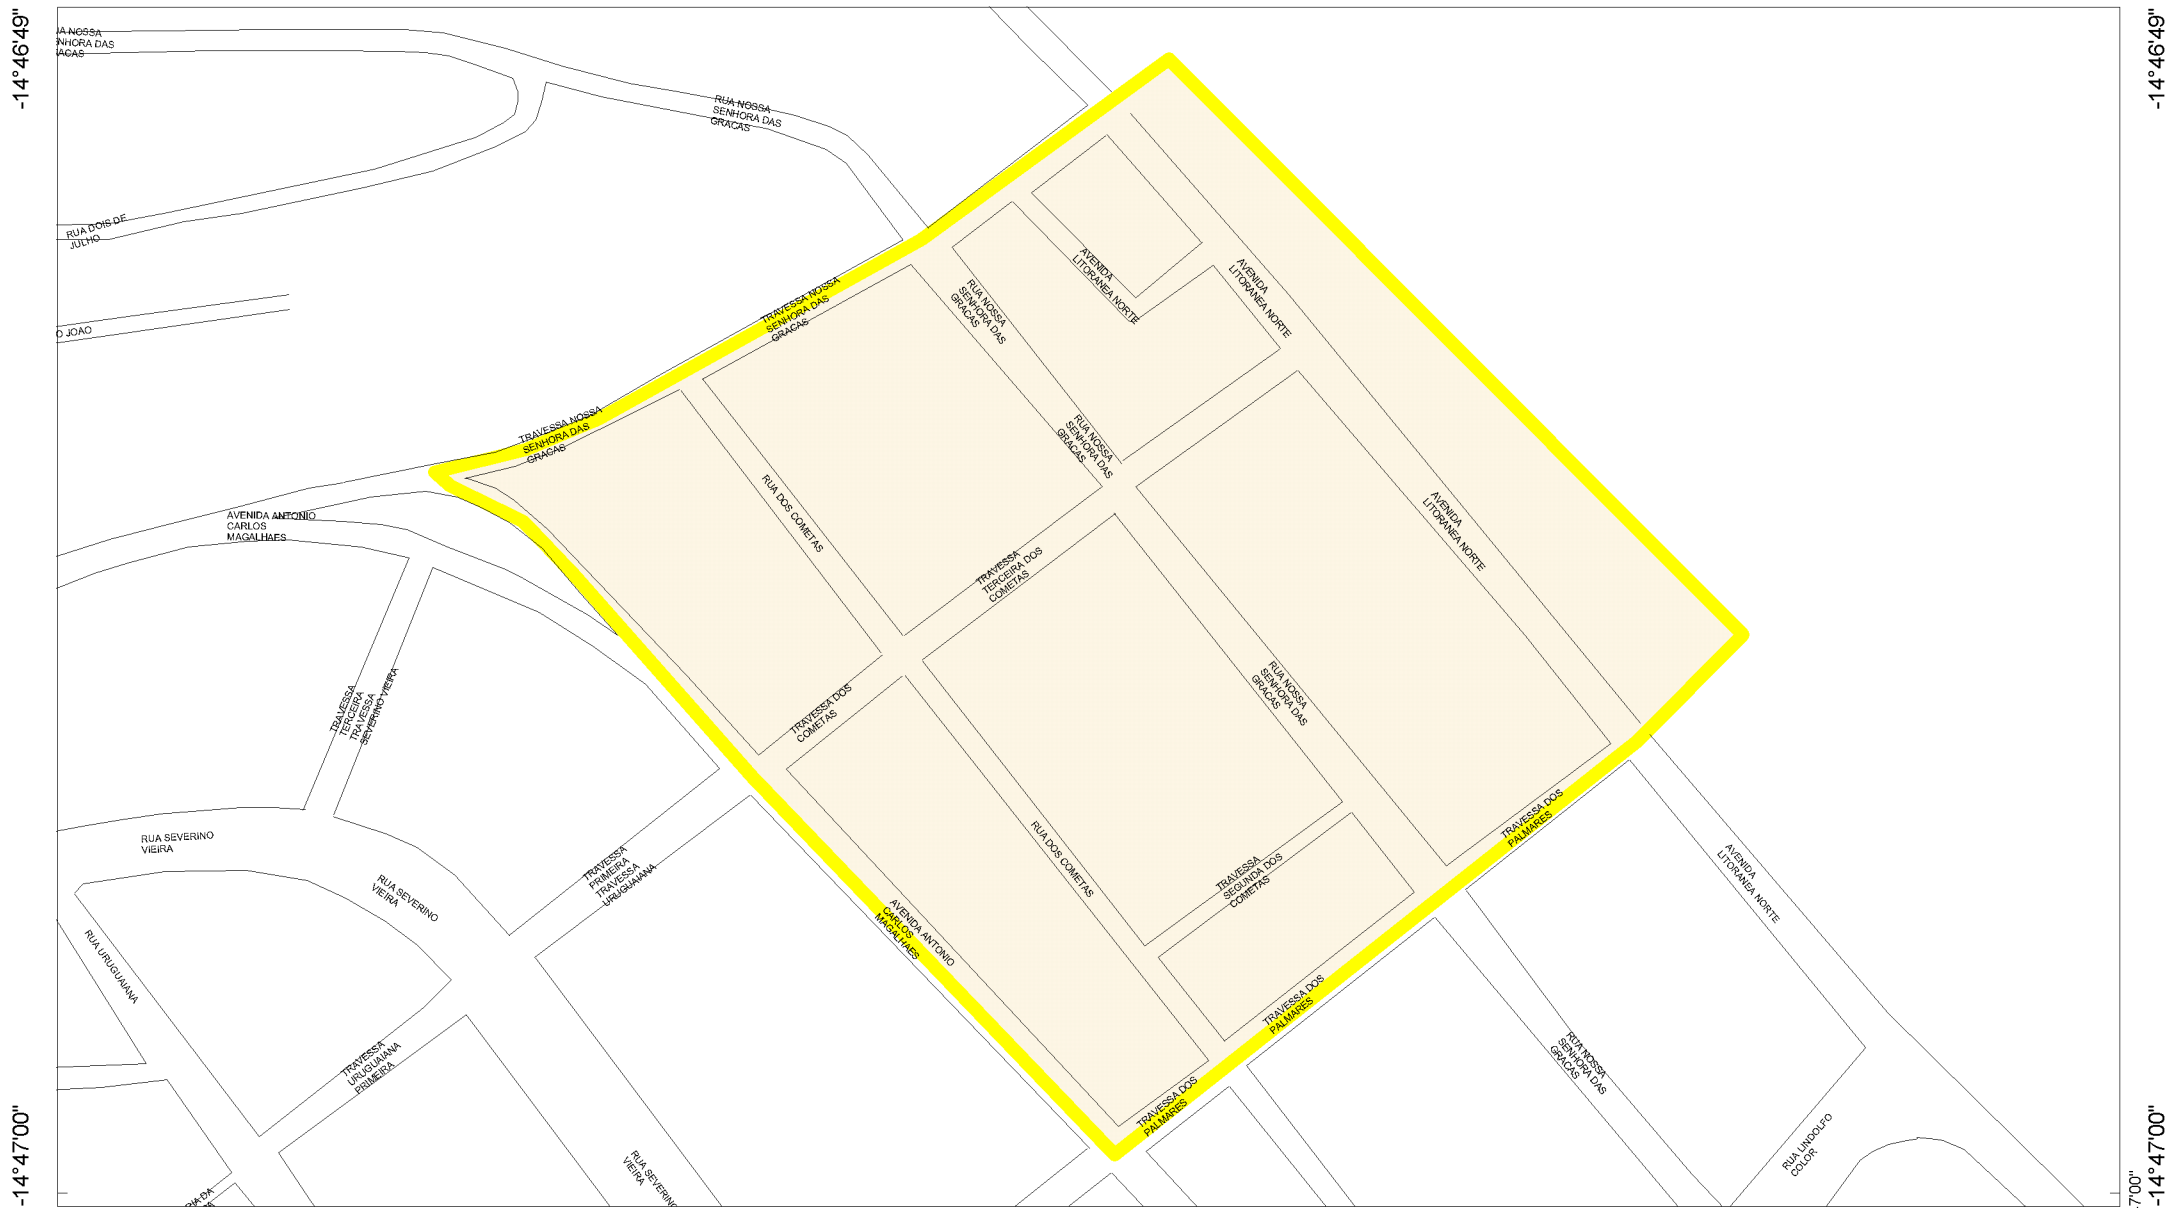 -14°46'49"
-14°46'49"
NHORA DAS
RUA NOSSA
SENHORA DAS
GRACAS
RUA DOIS DE
JULHO
O JOAO
TRAVESSA NOSSA
SENHORA DAS
GRACAS
AVENIDA
LITORANEA NORTE
AVENIDA
LITORANEA NORTE
RUA NOSSA
SENHORA DAS
GRACAS
TRAVESSA NOSSA
SENHORA DAS
GRACAS
RUA NOSSA
SENHORA DAS
GRACAS
RUA DOS COMETAS
AVENIDA ANTONIO
CARLOS
MAGALHAES
AVENIDA
LITORANEA NORTE
TRAVESSA
TERCEIRA DOS
COMETAS
TRAVESSA
TERCEIRA
TRAVESSA
SEVERINO VIEIRA
TRAVESSA DOS
COMETAS
RUA NOSSA
SENHORA DAS
GRACAS
RUA SEVERINO
VIEIRA
TRAVESSA DOS
PALMARES
RUA SEVERINO
VIEIRA
TRAVESSA
PRIMEIRA
TRAVESSA
URUGUAIANA
RUA DOS COMETAS
TRAVESSA
SEGUNDA DOS
COMETAS
AVENIDA
LITORANEA NORTE
AVENIDA ANTONIO
CARLOS
MAGALHAES
RUA URUGUAIANA
TRAVESSA DOS
PALMARES
TRAVESSA
URUGUAIANA
PRIMEIRA
RUA NOSSA
SENHORA DAS
GRACAS
TRAVESSA DOS
PALMARES
RUA LINDOLFO
COLOR
RUA SEVERINO
VIEIRA
-14°47'00"
7'00"
-14°47'00"